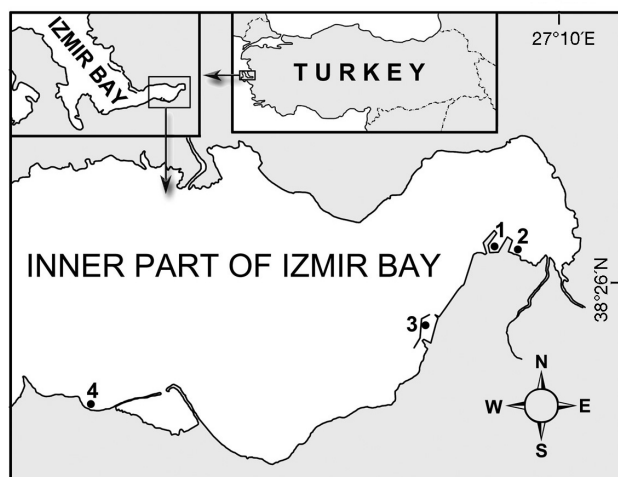 27°10´E
IZMIR BAY
TURKEY
INNER PART OF IZMIR BAY
1
2
38°26´N
3
4
N
W
E
S